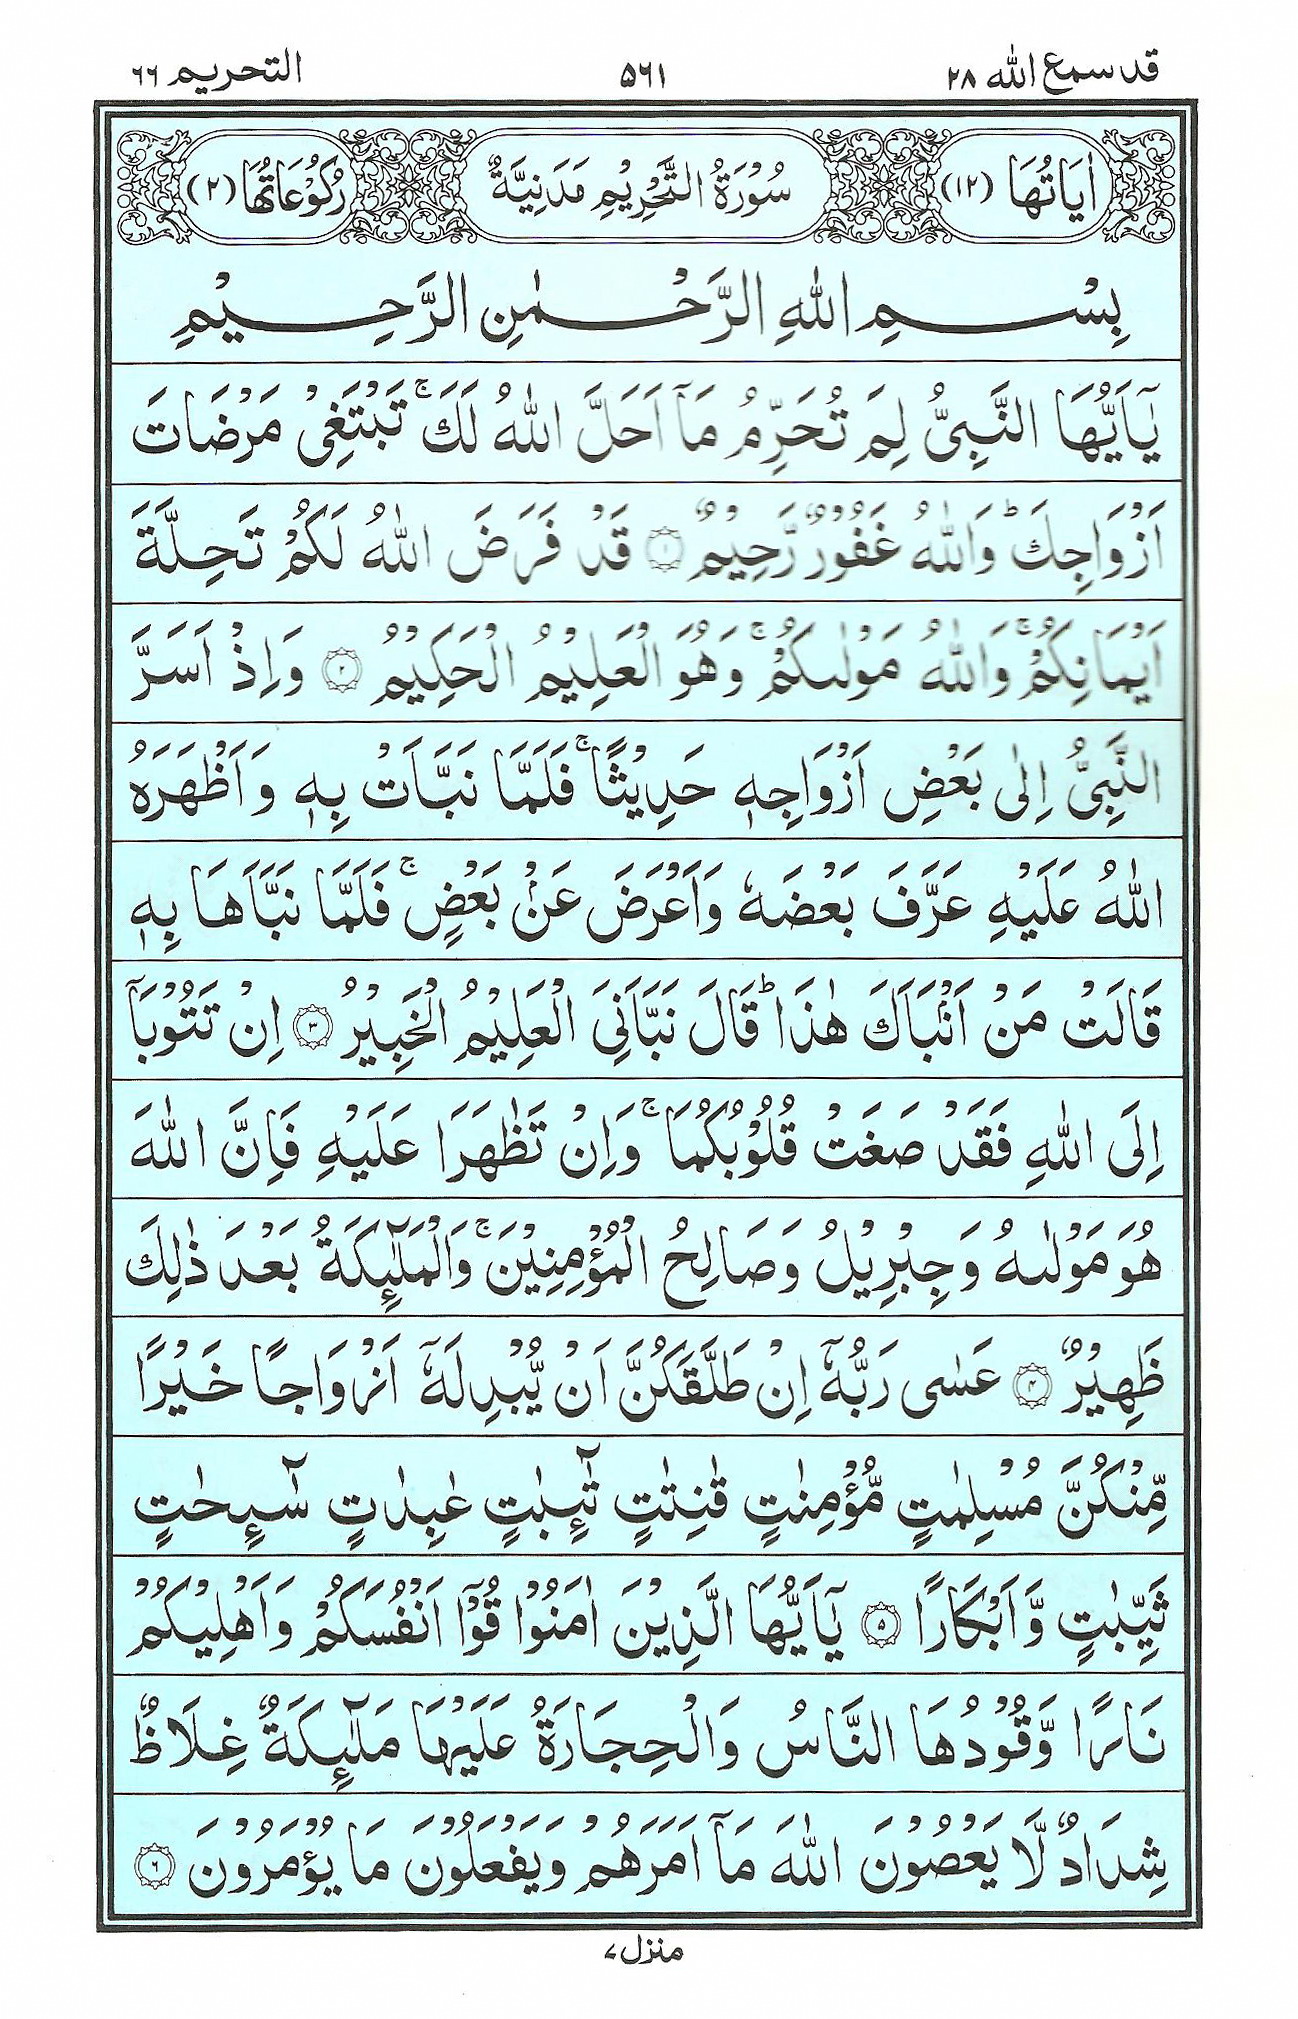 قد سمع الله ٢٨ ٥٦١ التحريم ٦٦
اٰيَاتُهَا (١٢) سُوْرَةُ التَّحْرِيْمِ مَدَنِيَّةٌ رُكُوْعَاتُهَا (٢)
بِسْمِ اللّٰهِ الرَّحْمٰنِ الرَّحِيْمِ
يٰٓاَيُّهَا النَّبِيُّ لِمَ تُحَرِّمُ مَآ اَحَلَّ اللّٰهُ لَكَ ۚ تَبْتَغِيْ مَرْضَاتَ
اَزْوَاجِكَ ؕ وَاللّٰهُ غَفُوْرٌ رَّحِيْمٌ ۝١ قَدْ فَرَضَ اللّٰهُ لَكُمْ تَحِلَّةَ
اَيْمَانِكُمْ ۚ وَاللّٰهُ مَوْلٰىكُمْ ۚ وَهُوَ الْعَلِيْمُ الْحَكِيْمُ ۝٢ وَاِذْ اَسَرَّ
النَّبِيُّ اِلٰى بَعْضِ اَزْوَاجِهٖ حَدِيْثًا ۚ فَلَمَّا نَبَّاَتْ بِهٖ وَاَظْهَرَهُ
اللّٰهُ عَلَيْهِ عَرَّفَ بَعْضَهٗ وَاَعْرَضَ عَنْۢ بَعْضٍ ۚ فَلَمَّا نَبَّاَهَا بِهٖ
قَالَتْ مَنْ اَنْۢبَاَكَ هٰذَا ؕ قَالَ نَبَّاَنِيَ الْعَلِيْمُ الْخَبِيْرُ ۝٣ اِنْ تَتُوْبَآ
اِلَى اللّٰهِ فَقَدْ صَغَتْ قُلُوْبُكُمَا ۚ وَاِنْ تَظٰهَرَا عَلَيْهِ فَاِنَّ اللّٰهَ
هُوَ مَوْلٰىهُ وَجِبْرِيْلُ وَصَالِحُ الْمُؤْمِنِيْنَ ۚ وَالْمَلٰٓئِكَةُ بَعْدَ ذٰلِكَ
ظَهِيْرٌ ۝٤ عَسٰى رَبُّهٗٓ اِنْ طَلَّقَكُنَّ اَنْ يُّبْدِلَهٗٓ اَزْوَاجًا خَيْرًا
مِّنْكُنَّ مُسْلِمٰتٍ مُّؤْمِنٰتٍ قٰنِتٰتٍ تٰٓئِبٰتٍ عٰبِدٰتٍ سٰٓئِحٰتٍ
ثَيِّبٰتٍ وَّاَبْكَارًا ۝٥ يٰٓاَيُّهَا الَّذِيْنَ اٰمَنُوْا قُوْٓا اَنْفُسَكُمْ وَاَهْلِيْكُمْ
نَارًا وَّقُوْدُهَا النَّاسُ وَالْحِجَارَةُ عَلَيْهَا مَلٰٓئِكَةٌ غِلَاظٌ
شِدَادٌ لَّا يَعْصُوْنَ اللّٰهَ مَآ اَمَرَهُمْ وَيَفْعَلُوْنَ مَا يُؤْمَرُوْنَ ۝٦
منزل ٧